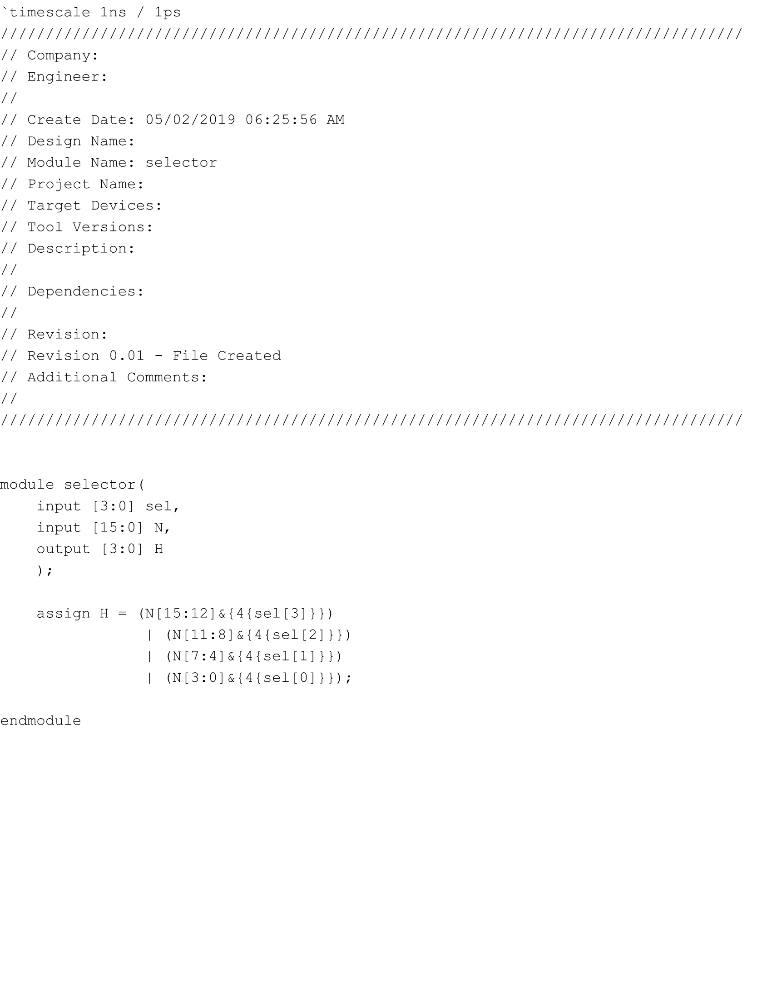 `timescale 1ns / 1ps
//////////////////////////////////////////////////////////////////////////////////
// Company:
// Engineer:
//
// Create Date: 05/02/2019 06:25:56 AM
// Design Name:
// Module Name: selector
// Project Name:
// Target Devices:
// Tool Versions:
// Description:
//
// Dependencies:
//
// Revision:
// Revision 0.01 - File Created
// Additional Comments:
//
//////////////////////////////////////////////////////////////////////////////////
module selector(
    input [3:0] sel,
    input [15:0] N,
    output [3:0] H
    );
    assign H = (N[15:12]&{4{sel[3]}})
                | (N[11:8]&{4{sel[2]}})
                | (N[7:4]&{4{sel[1]}})
                | (N[3:0]&{4{sel[0]}});
endmodule